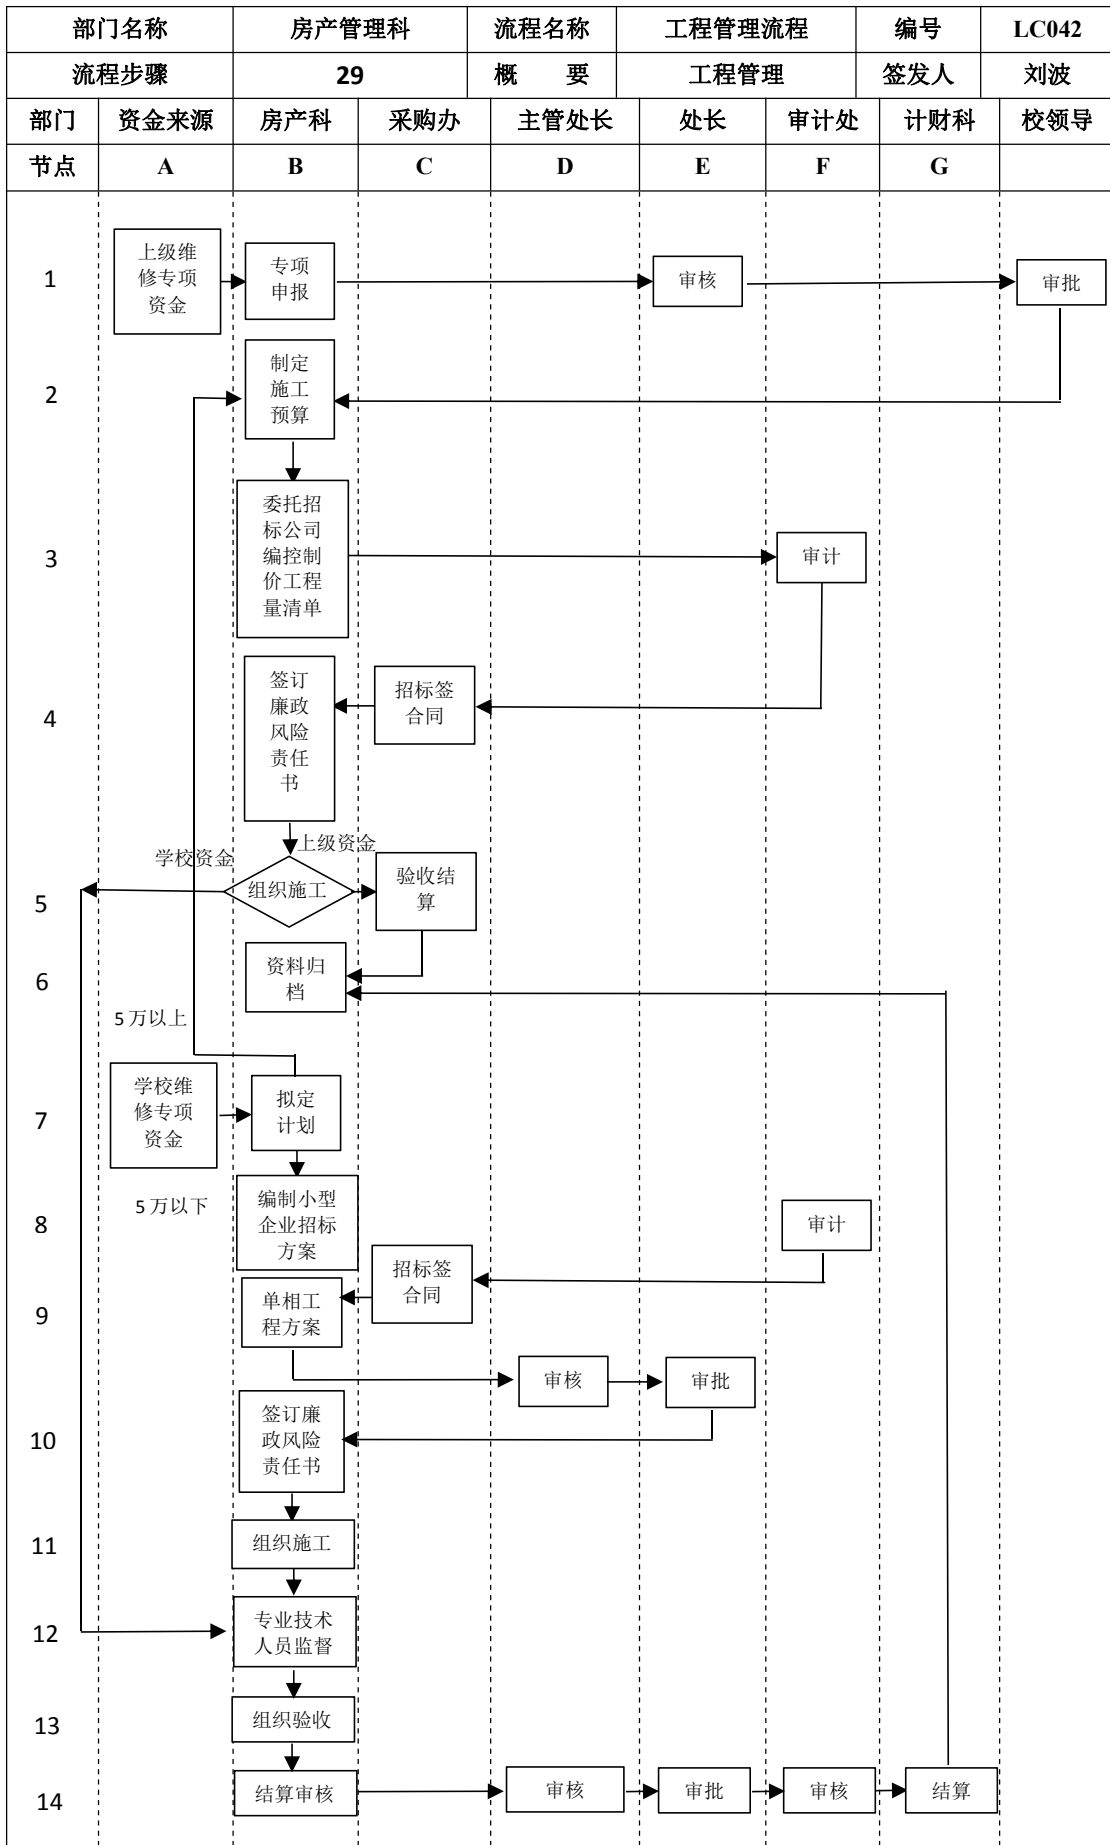 部门名称 房产管理科 流程名称 工程管理流程 编号 LC042
流程步骤 29 概 要 工程管理 签发人 刘波
部门 资金来源 房产科 采购办 主管处长 处长 审计处 计财科 校领导
节点 A B C D E F G
1
上级维
修专项
资金
专项
申报
审核
审批
2
制定
施工
预算
3
委托招
标公司
编控制
价工程
量清单
审计
4
签订
廉政
风险
责任
书
招标签
合同
学校资金
上级资金
5
组织施工
验收结
算
6
资料归
档
5 万以上
7
学校维
修专项
资金
拟定
计划
5 万以下
8
编制小型
企业招标
方案
审计
9
单相工
程方案
招标签
合同
审核
审批
10
签订廉
政风险
责任书
11
组织施工
12
专业技术
人员监督
13
组织验收
14
结算审核
审核
审批
审核
结算